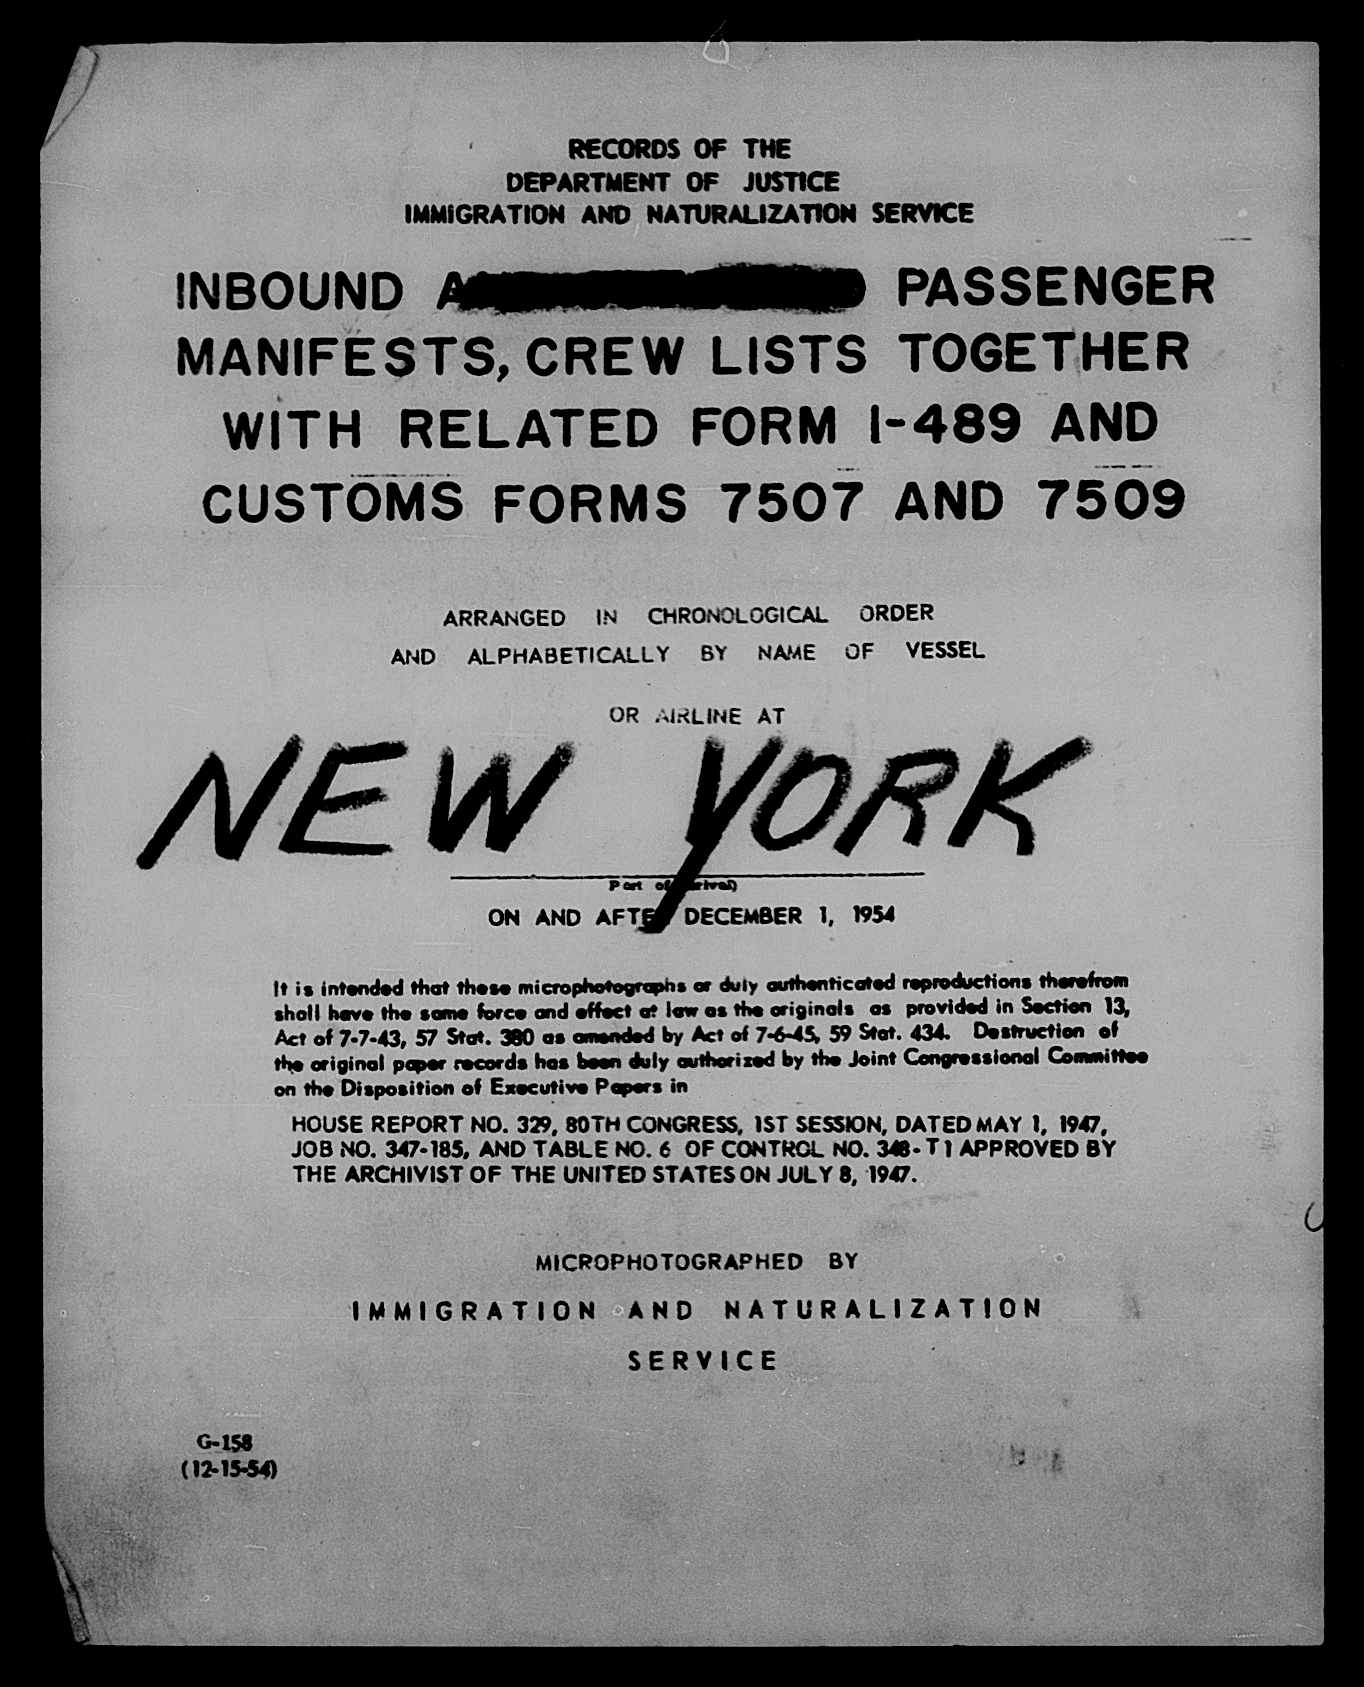 RECORDS OF THE
DEPARTMENT OF JUSTICE
IMMIGRATION AND NATURALIZATION SERVICE
INBOUND A PASSENGER
MANIFESTS, CREW LISTS TOGETHER
WITH RELATED FORM I-489 AND
CUSTOMS FORMS 7507 AND 7509
ARRANGED IN CHRONOLOGICAL ORDER
AND ALPHABETICALLY BY NAME OF VESSEL
OR AIRLINE AT
NEW YORK
Port of
ON AND AFTE DECEMBER 1, 1954
It is intended that these microphotographs or duly authenticated reproductions therefrom
shall have the same force and effect at law as the originals as provided in Section 13,
Act of 7-7-43, 57 Stat. 380 as amended by Act of 7-6-45, 59 Stat. 434. Destruction of
the original paper records has been duly authorized by the Joint Congressional Committee
on the Disposition of Executive Papers in
HOUSE REPORT NO. 329, 80TH CONGRESS, 1ST SESSION, DATED MAY 1, 1947,
JOB NO. 347-185, AND TABLE NO. 6 OF CONTROL NO. 348-T1 APPROVED BY
THE ARCHIVIST OF THE UNITED STATES ON JULY 8, 1947.
MICROPHOTOGRAPHED BY
IMMIGRATION AND NATURALIZATION
SERVICE
G-158
(12-15-54)